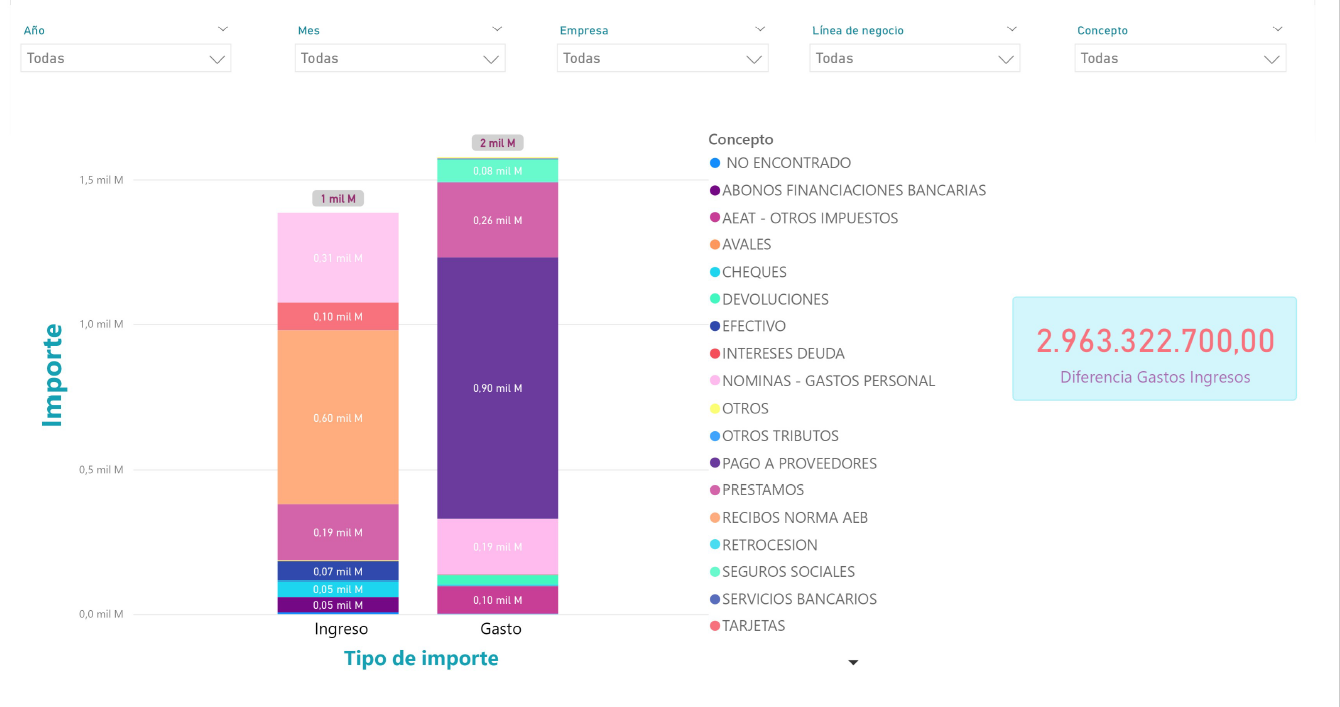 Año
Todas
Mes
Todas
Empresa
Todas
Línea de negocio
Todas
Concepto
Todas
Importe
1,5 mil M
1,0 mil M
0,5 mil M
0,0 mil M
1 mil M
0,31 mil M
0,10 mil M
0,60 mil M
0,19 mil M
0,07 mil M
0,05 mil M
0,05 mil M
Ingreso
2 mil M
0,08 mil M
0,26 mil M
0,90 mil M
0,19 mil M
0,10 mil M
Gasto
Tipo de importe
Concepto
NO ENCONTRADO
ABONOS FINANCIACIONES BANCARIAS
AEAT - OTROS IMPUESTOS
AVALES
CHEQUES
DEVOLUCIONES
EFECTIVO
INTERESES DEUDA
NOMINAS - GASTOS PERSONAL
OTROS
OTROS TRIBUTOS
PAGO A PROVEEDORES
PRESTAMOS
RECIBOS NORMA AEB
RETROCESION
SEGUROS SOCIALES
SERVICIOS BANCARIOS
TARJETAS
2.963.322.700,00
Diferencia Gastos Ingresos